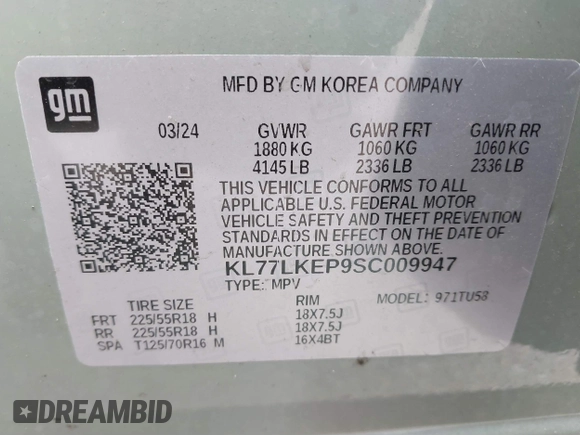 gm
MFD BY GM KOREA COMPANY
03/24 GVWR GAWR FRT GAWR RR
1880 KG 1060 KG 1060 KG
4145 LB 2336 LB 2336 LB
THIS VEHICLE CONFORMS TO ALL
APPLICABLE U.S. FEDERAL MOTOR
VEHICLE SAFETY AND THEFT PREVENTION
STANDARDS IN EFFECT ON THE DATE OF
MANUFACTURE SHOWN ABOVE.
KL77LKEP9SC009947
TYPE: MPV MODEL: 971TU58
TIRE SIZE RIM
FRT 225/55R18 H 18X7.5J
RR 225/55R18 H 18X7.5J
SPA T125/70R16 M 16X4BT
DREAMBID